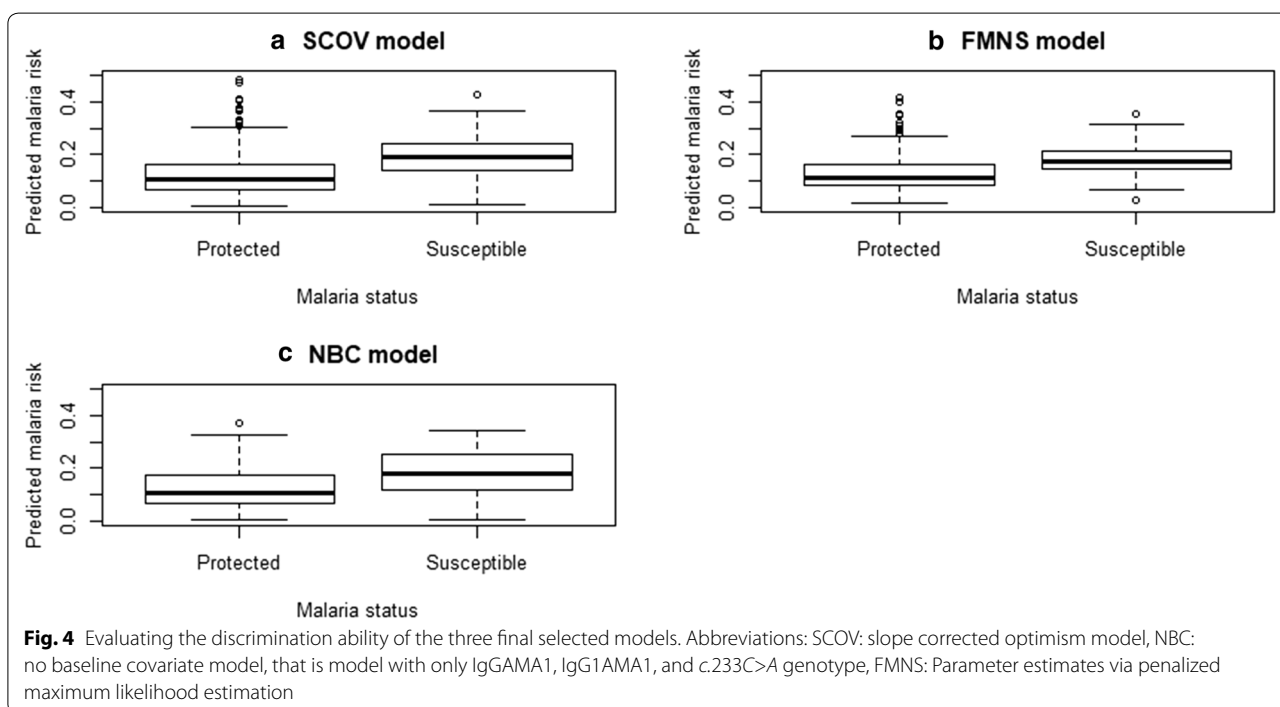 a SCOV model
Predicted malaria risk
0.4
0.2
0.0
Protected Susceptible
Malaria status
b FMNS model
Predicted malaria risk
0.4
0.2
0.0
Protected Susceptible
Malaria status
c NBC model
Predicted malaria risk
0.4
0.2
0.0
Protected Susceptible
Malaria status
Fig. 4 Evaluating the discrimination ability of the three final selected models. Abbreviations: SCOV: slope corrected optimism model, NBC:
no baseline covariate model, that is model with only IgGAMA1, IgG1AMA1, and c.233C>A genotype, FMNS: Parameter estimates via penalized
maximum likelihood estimation